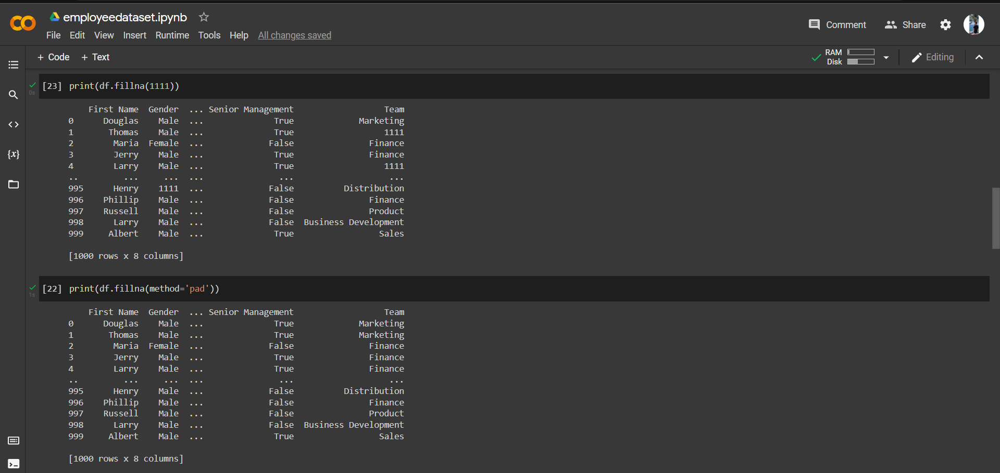 employeedataset.ipynb
Comment Share
File Edit View Insert Runtime Tools Help All changes saved
+ Code + Text
RAM
Disk
Editing
[23] print(df.fillna(1111))
0s
First Name Gender ... Senior Management Team
0 Douglas Male ... True Marketing
1 Thomas Male ... True 1111
2 Maria Female ... False Finance
3 Jerry Male ... True Finance
4 Larry Male ... True 1111
.. ... ... ... ... ...
995 Henry 1111 ... False Distribution
996 Phillip Male ... False Finance
997 Russell Male ... False Product
998 Larry Male ... False Business Development
999 Albert Male ... True Sales
[1000 rows x 8 columns]
[22] print(df.fillna(method='pad'))
1s
First Name Gender ... Senior Management Team
0 Douglas Male ... True Marketing
1 Thomas Male ... True Marketing
2 Maria Female ... False Finance
3 Jerry Male ... True Finance
4 Larry Male ... True Finance
.. ... ... ... ... ...
995 Henry Male ... False Distribution
996 Phillip Male ... False Finance
997 Russell Male ... False Product
998 Larry Male ... False Business Development
999 Albert Male ... True Sales
[1000 rows x 8 columns]